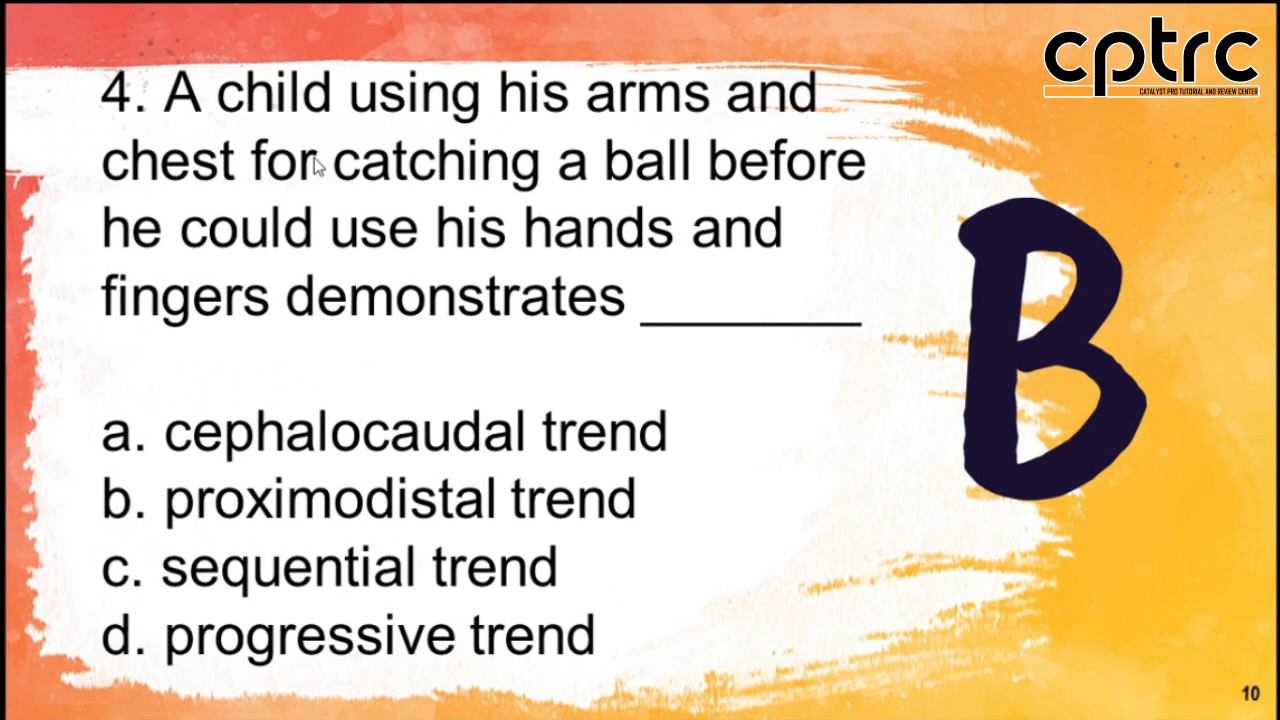 cptrc
CATALYST PRO TUTORIAL AND REVIEW CENTER
4. A child using his arms and
chest for catching a ball before
he could use his hands and
fingers demonstrates ________
B
a. cephalocaudal trend
b. proximodistal trend
c. sequential trend
d. progressive trend
10